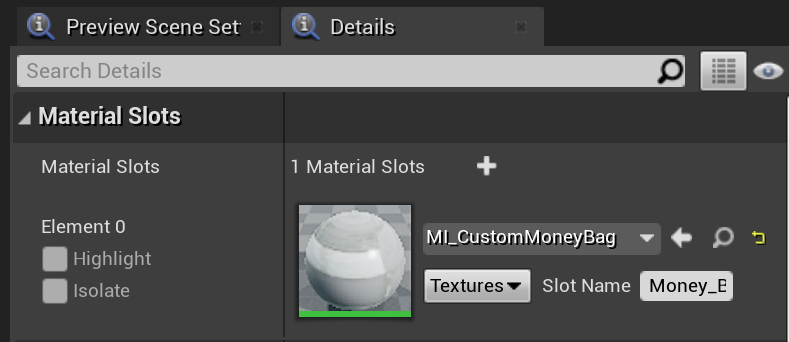 Preview Scene Set
Details
Search Details
Material Slots
Material Slots
1 Material Slots
Element 0
Highlight
Isolate
MI_CustomMoneyBag
Textures
Slot Name
Money_B